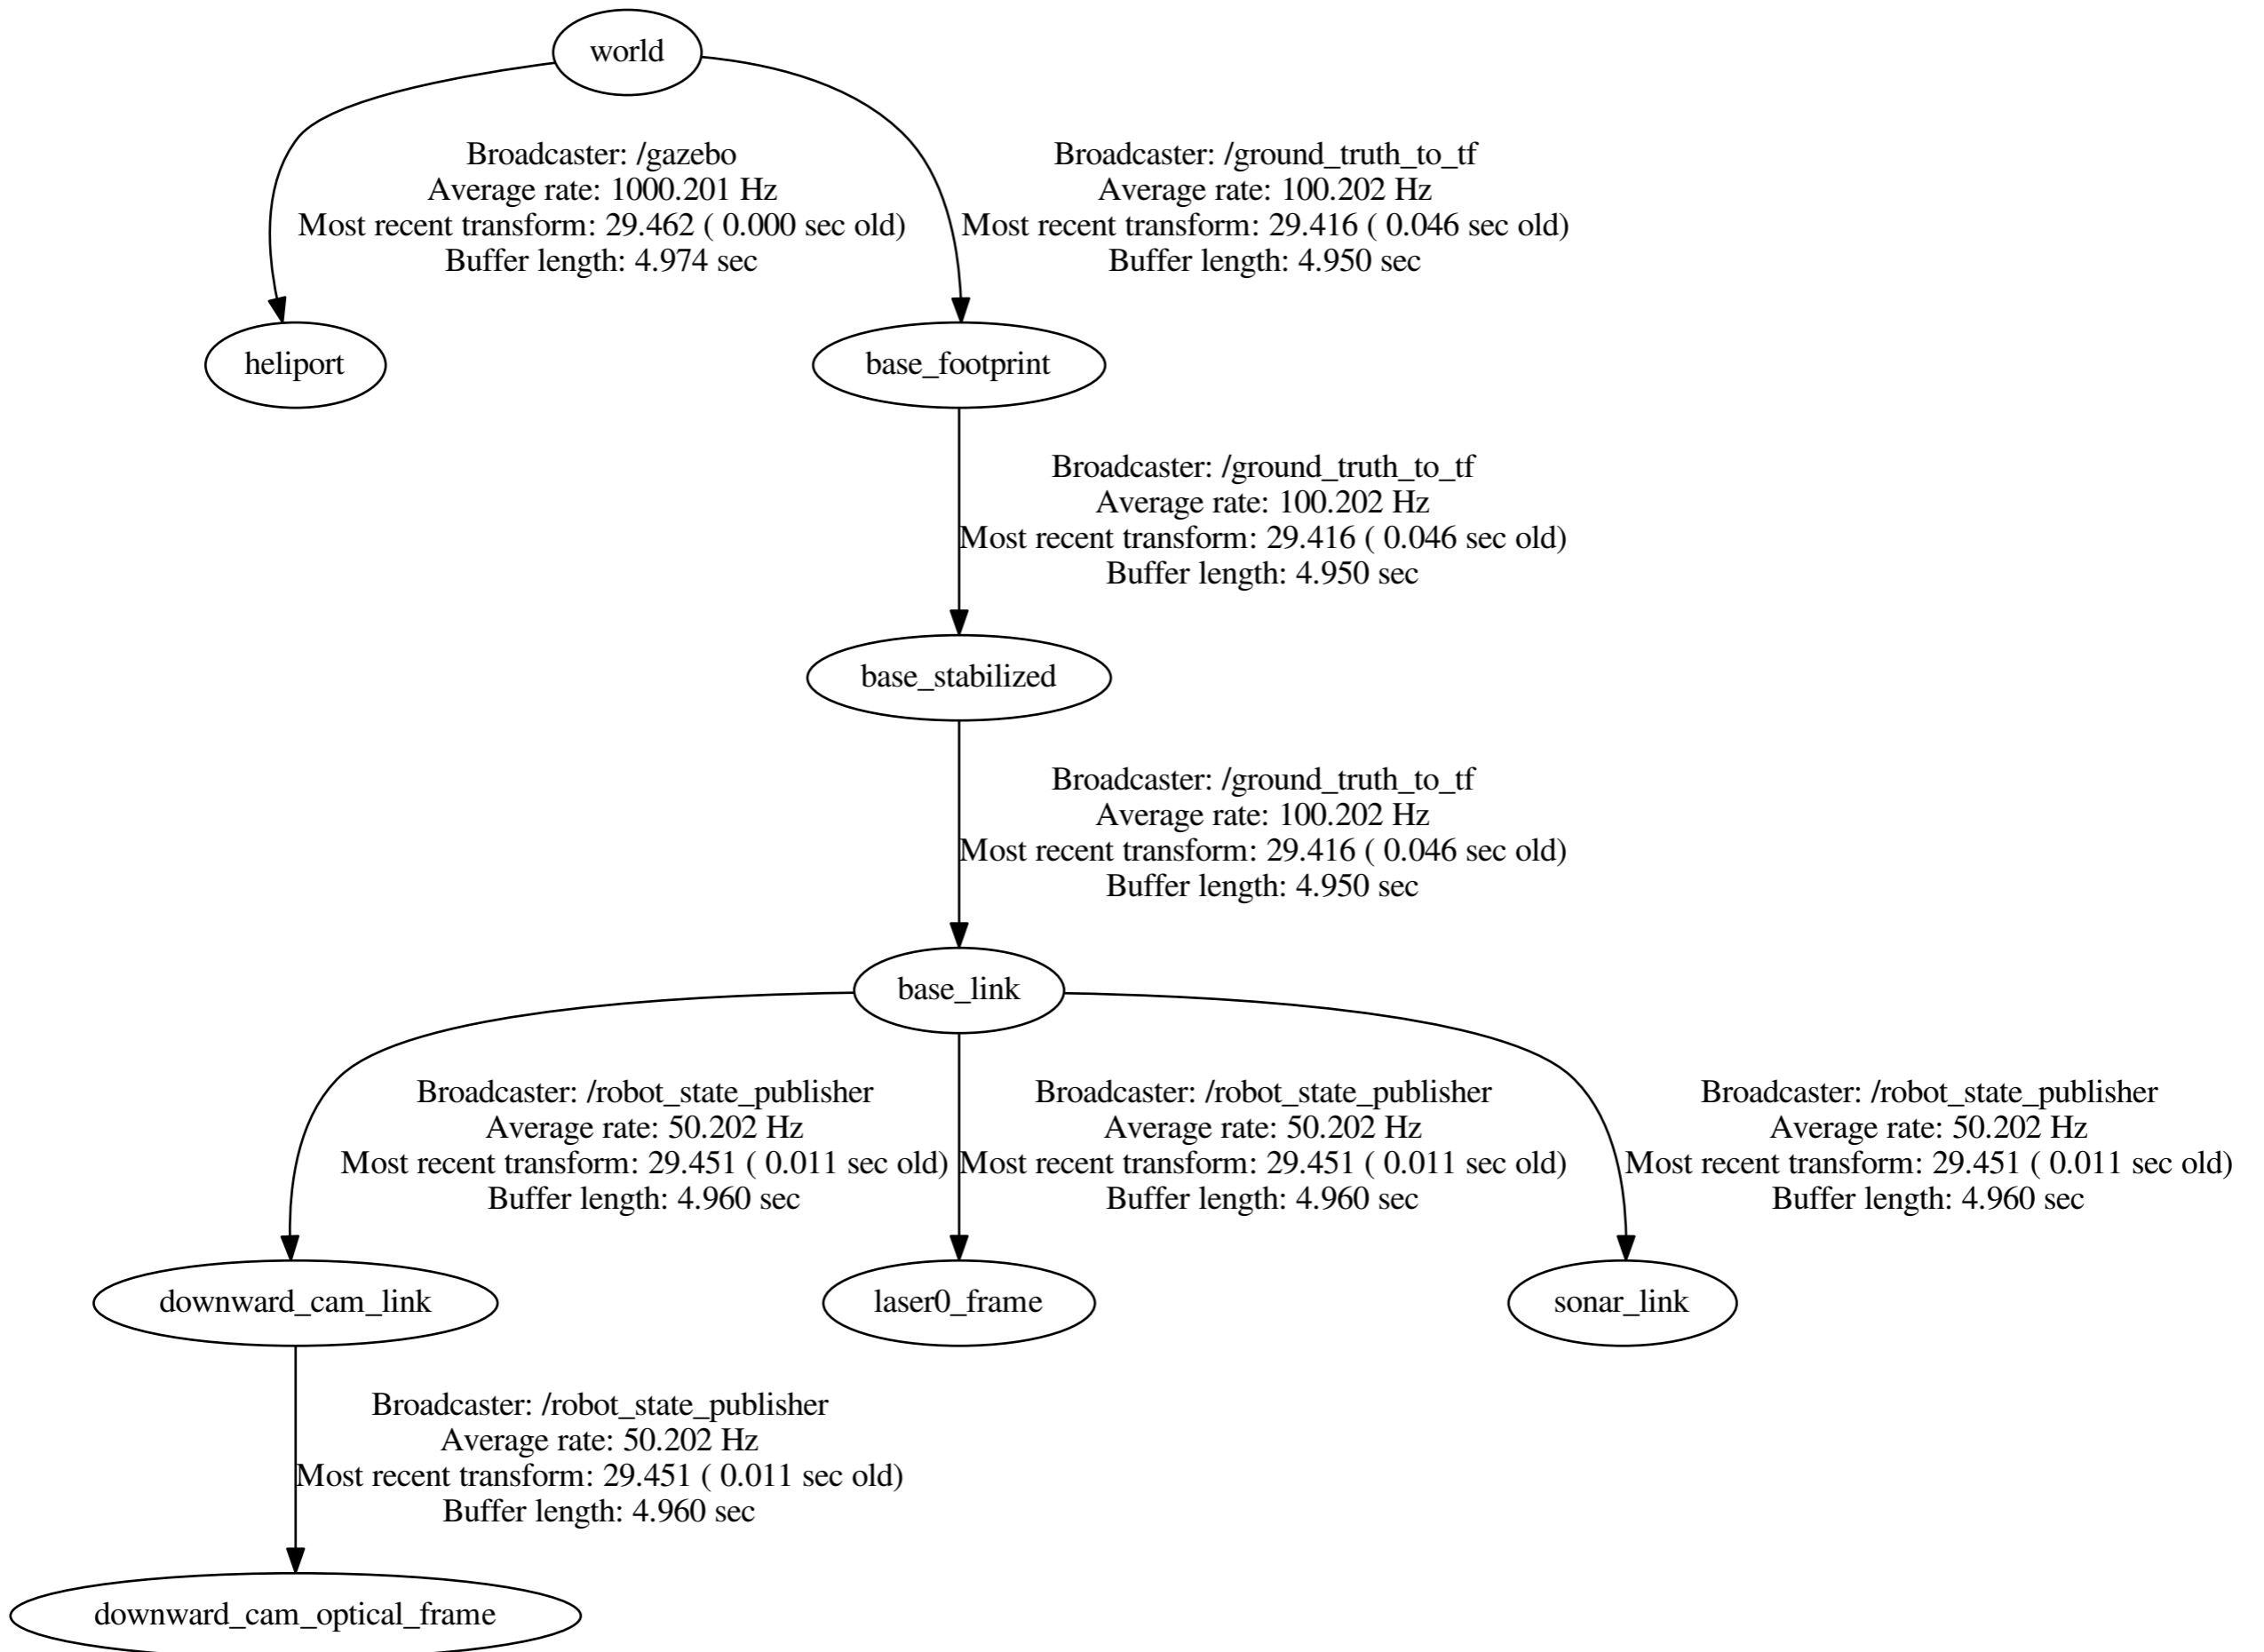 world
Broadcaster: /gazebo
Average rate: 1000.201 Hz
Most recent transform: 29.462 ( 0.000 sec old)
Buffer length: 4.974 sec
Broadcaster: /ground_truth_to_tf
Average rate: 100.202 Hz
Most recent transform: 29.416 ( 0.046 sec old)
Buffer length: 4.950 sec
heliport
base_footprint
Broadcaster: /ground_truth_to_tf
Average rate: 100.202 Hz
Most recent transform: 29.416 ( 0.046 sec old)
Buffer length: 4.950 sec
base_stabilized
Broadcaster: /ground_truth_to_tf
Average rate: 100.202 Hz
Most recent transform: 29.416 ( 0.046 sec old)
Buffer length: 4.950 sec
base_link
Broadcaster: /robot_state_publisher
Average rate: 50.202 Hz
Most recent transform: 29.451 ( 0.011 sec old)
Buffer length: 4.960 sec
Broadcaster: /robot_state_publisher
Average rate: 50.202 Hz
Most recent transform: 29.451 ( 0.011 sec old)
Buffer length: 4.960 sec
Broadcaster: /robot_state_publisher
Average rate: 50.202 Hz
Most recent transform: 29.451 ( 0.011 sec old)
Buffer length: 4.960 sec
downward_cam_link
laser0_frame
sonar_link
Broadcaster: /robot_state_publisher
Average rate: 50.202 Hz
Most recent transform: 29.451 ( 0.011 sec old)
Buffer length: 4.960 sec
downward_cam_optical_frame